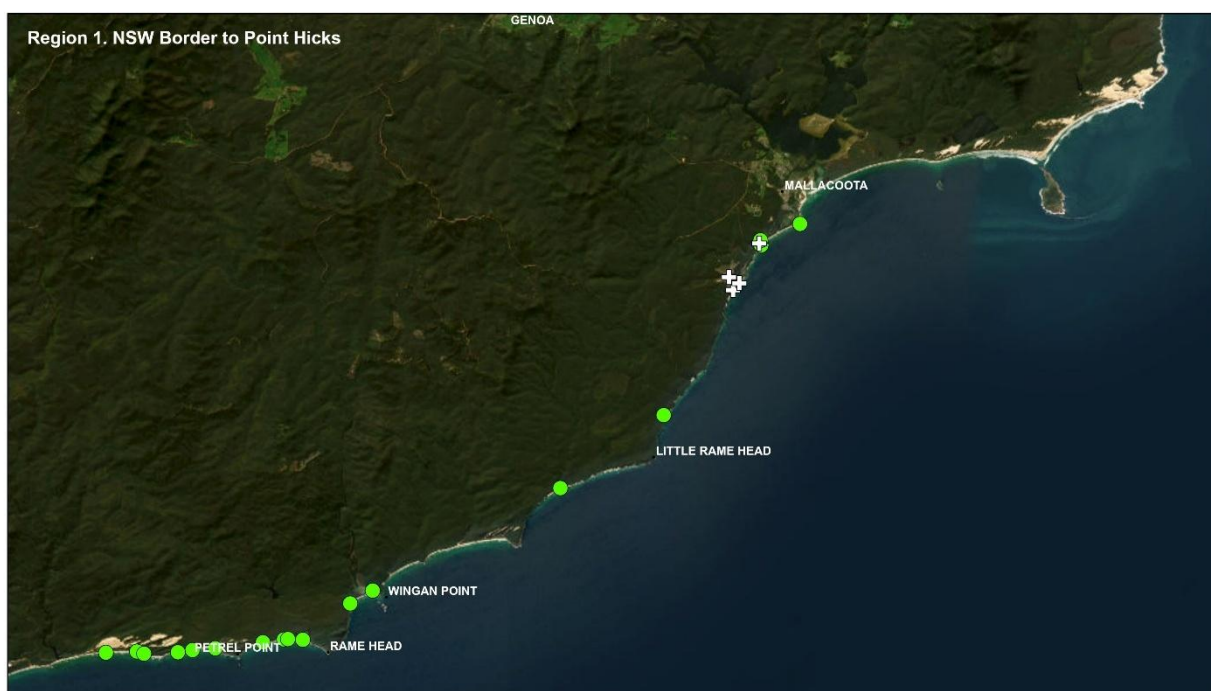 GENOA
Region 1. NSW Border to Point Hicks
MALLACOOTA
LITTLE RAME HEAD
WINGAN POINT
PETREL POINT
RAME HEAD